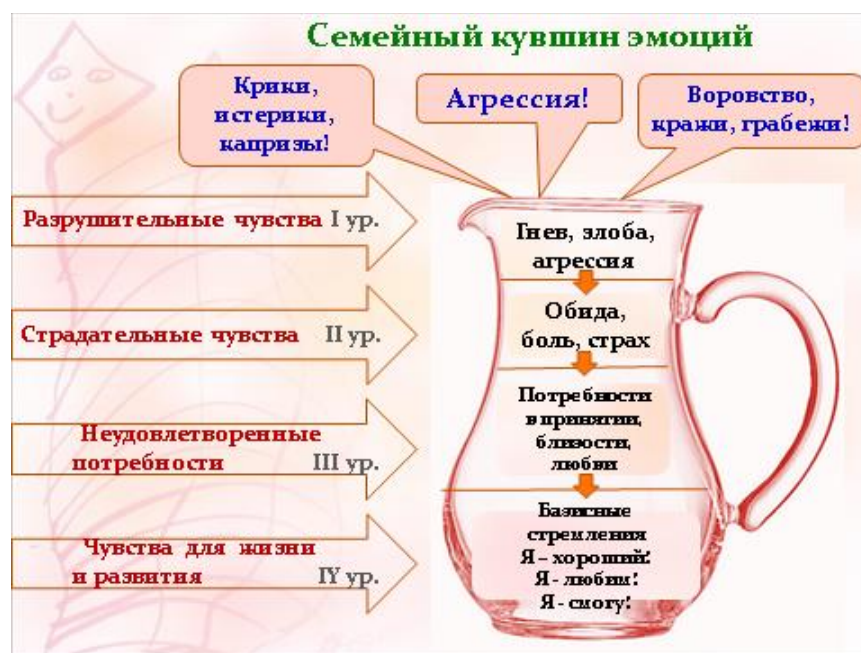 Семейный кувшин эмоций
Крики,
истерики,
капризы!
Агрессия!
Воровство,
кражи, грабежи!
Разрушительные чувства I ур.
Гнев, злоба,
агрессия
Страдательные чувства II ур.
Обида,
боль, страх
Неудовлетворенные
потребности III ур.
Потребности
в принятии,
близости,
любви
Чувства для жизни
и развития IY ур.
Базисные
стремления
Я – хороший!
Я - любим!
Я - смогу!